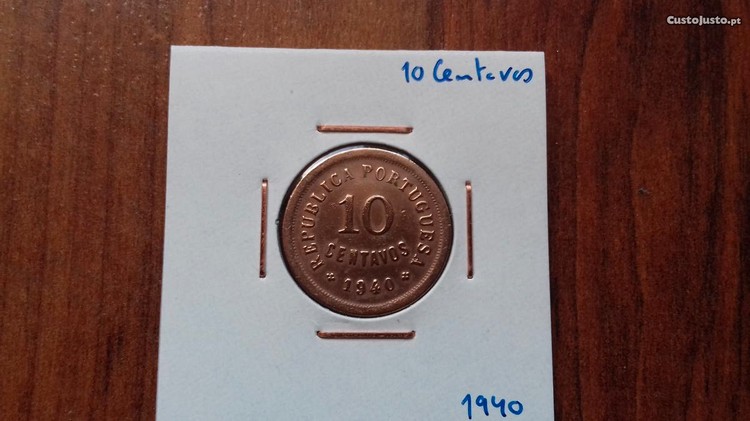 CustoJusto.pt
10 Centavos
REPUBLICA PORTUGUESA
10
CENTAVOS
* 1940 *
1940